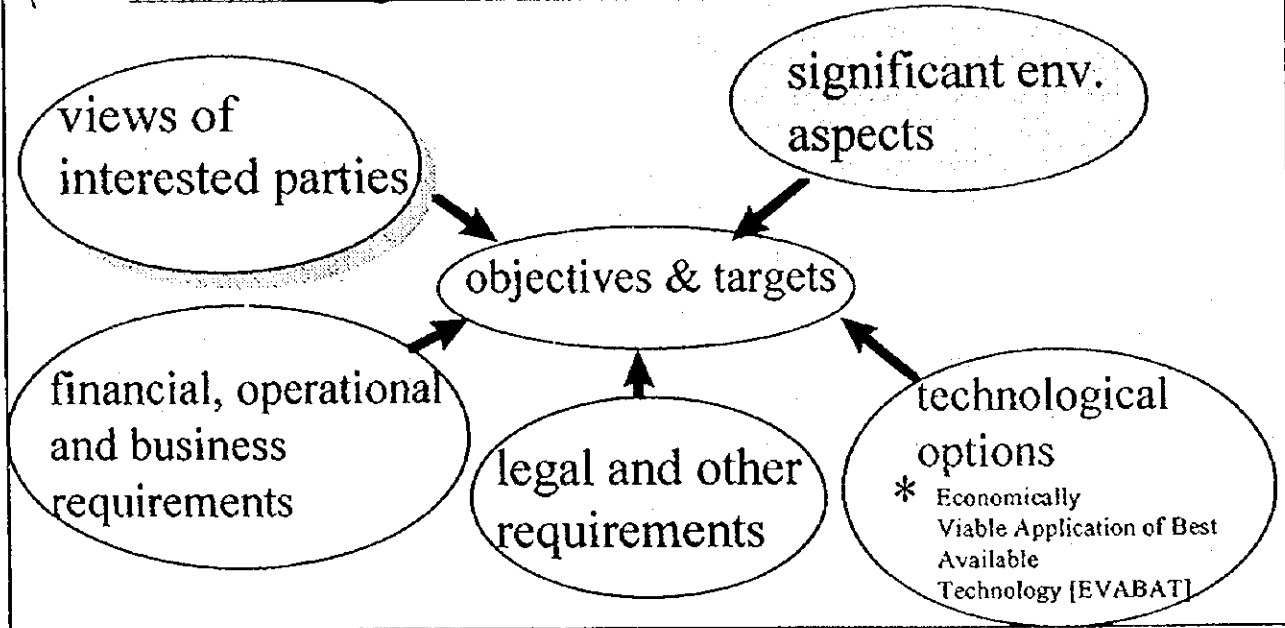 views of
interested parties
significant env.
aspects
objectives & targets
financial, operational
and business
requirements
legal and other
requirements
technological
options
* Economically
Viable Application of Best
Available
Technology [EVABAT]